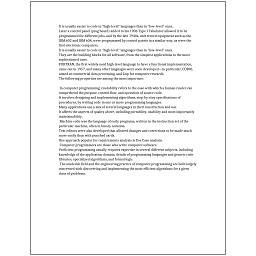 It is usually easier to code in "high-level" languages than in "low-level" ones.,
Later a control panel (plug board) added to his 1906 Type I Tabulator allowed it to be
programmed for different jobs, and by the late 1940s, unit record equipment such as the
IBM 602 and IBM 604, were programmed by control panels in a similar way, as were the
first electronic computers.
It is usually easier to code in "high-level" languages than in "low-level" ones.
They are the building blocks for all software, from the simplest applications to the most
sophisticated ones.
FORTRAN, the first widely used high-level language to have a functional implementation,
came out in 1957, and many other languages were soon developed—in particular, COBOL
aimed at commercial data processing, and Lisp for computer research.
The following properties are among the most important:
In computer programming, readability refers to the ease with which a human reader can
comprehend the purpose, control flow, and operation of source code.
It involves designing and implementing algorithms, step-by-step specifications of
procedures, by writing code in one or more programming languages.
Many applications use a mix of several languages in their construction and use.
It affects the aspects of quality above, including portability, usability and most importantly
maintainability.
Machine code was the language of early programs, written in the instruction set of the
particular machine, often in binary notation.
Text editors were also developed that allowed changes and corrections to be made much
more easily than with punched cards.
One approach popular for requirements analysis is Use Case analysis.
Computer programmers are those who write computer software.
Proficient programming usually requires expertise in several different subjects, including
knowledge of the application domain, details of programming languages and generic code
libraries, specialized algorithms, and formal logic.
The academic field and the engineering practice of computer programming are both largely
concerned with discovering and implementing the most efficient algorithms for a given
class of problems.